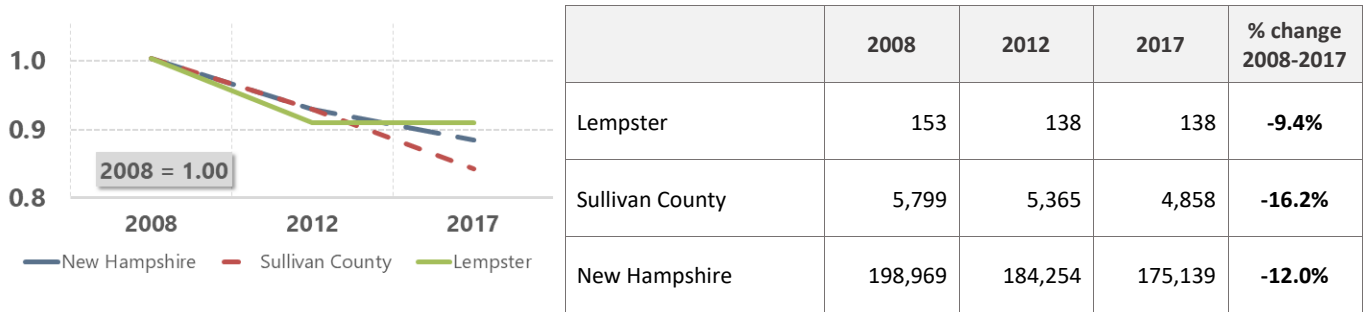 1.0
0.9
0.8
2008 = 1.00
2008 2012 2017
New Hampshire Sullivan County Lempster
2008 2012 2017 % change
2008-2017
Lempster 153 138 138 -9.4%
Sullivan County 5,799 5,365 4,858 -16.2%
New Hampshire 198,969 184,254 175,139 -12.0%